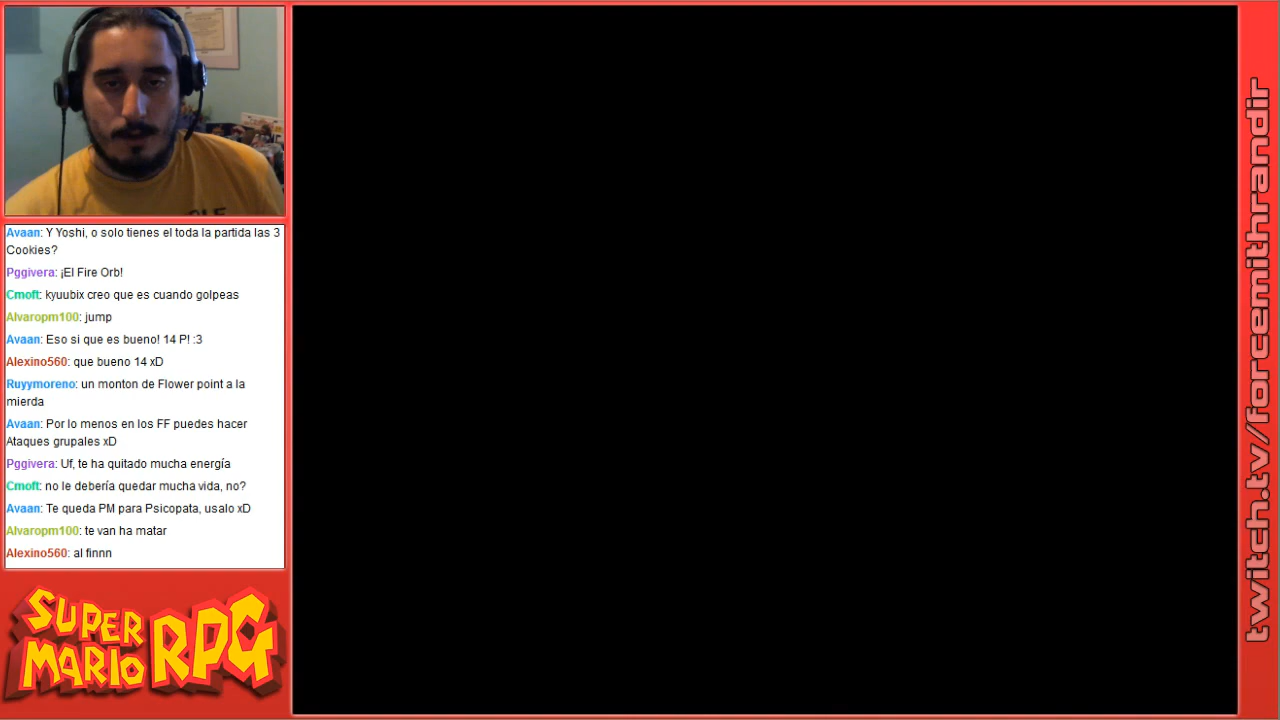 Avaan: Y Yoshi, o solo tienes el toda la partida las 3
Cookies?
Pggivera: ¡El Fire Orb!
Cmoft: kyuubix creo que es cuando golpeas
Alvaropm100: jump
Avaan: Eso si que es bueno! 14 P! :3
Alexino560: que bueno 14 xD
Ruyymoreno: un monton de Flower point a la
mierda
Avaan: Por lo menos en los FF puedes hacer
Ataques grupales xD
Pggivera: Uf, te ha quitado mucha energía
Cmoft: no le debería quedar mucha vida, no?
Avaan: Te queda PM para Psicopata, usalo xD
Alvaropm100: te van ha matar
Alexino560: al finnn
SUPER
MARIO
RPG
twitch.tv/forcemithrandir